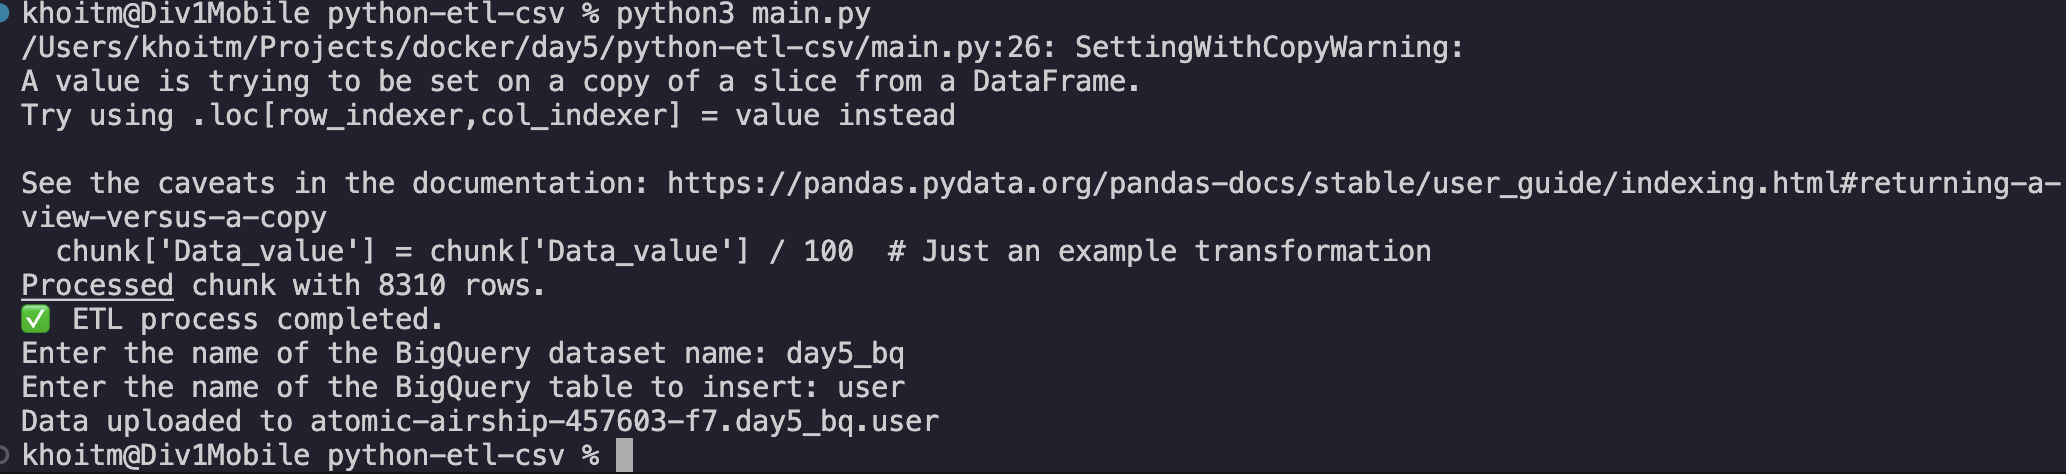 khoitm@Div1Mobile python-etl-csv % python3 main.py
/Users/khoitm/Projects/docker/day5/python-etl-csv/main.py:26: SettingWithCopyWarning:
A value is trying to be set on a copy of a slice from a DataFrame.
Try using .loc[row_indexer,col_indexer] = value instead
See the caveats in the documentation: https://pandas.pydata.org/pandas-docs/stable/user_guide/indexing.html#returning-a-
view-versus-a-copy
  chunk['Data_value'] = chunk['Data_value'] / 100  # Just an example transformation
Processed chunk with 8310 rows.
✅ ETL process completed.
Enter the name of the BigQuery dataset name: day5_bq
Enter the name of the BigQuery table to insert: user
Data uploaded to atomic-airship-457603-f7.day5_bq.user
khoitm@Div1Mobile python-etl-csv %